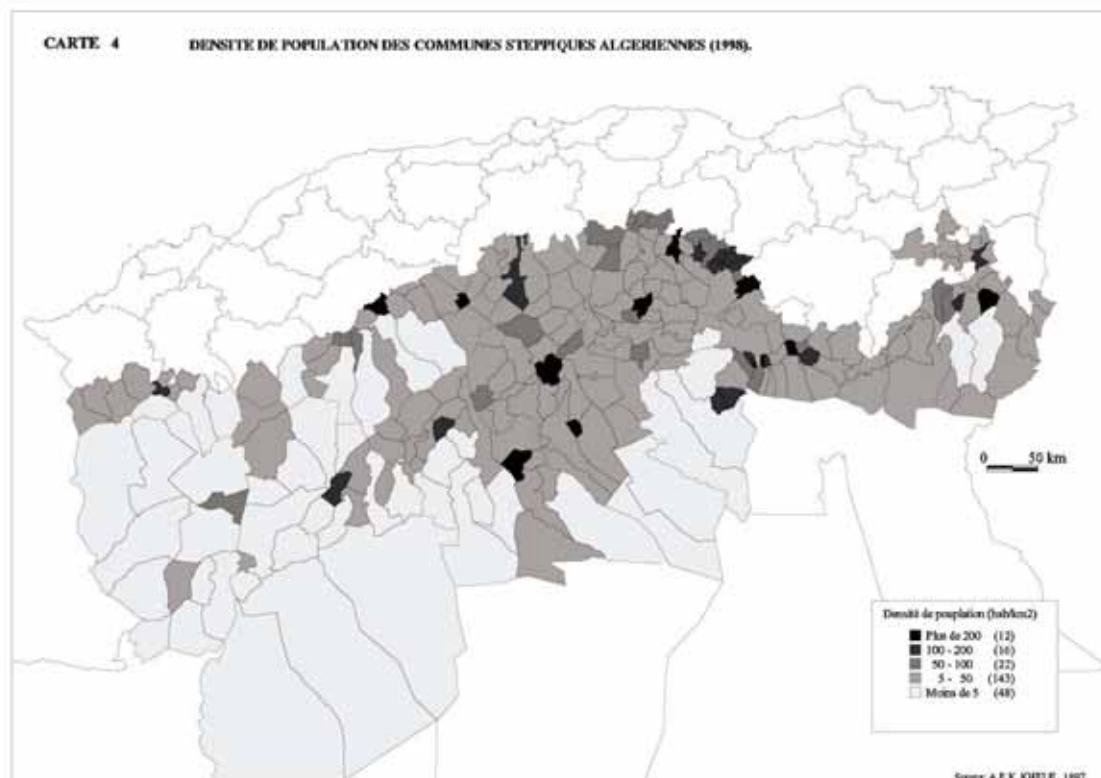 CARTE 4 DENSITE DE POPULATION DES COMMUNES STEPPIQUES ALGERIENNES (1998).
0 50 km
Densité de pouplation (hab/km2)
Plus de 200 (12)
100 - 200 (16)
50 - 100 (22)
5 - 50 (143)
Moins de 5 (48)